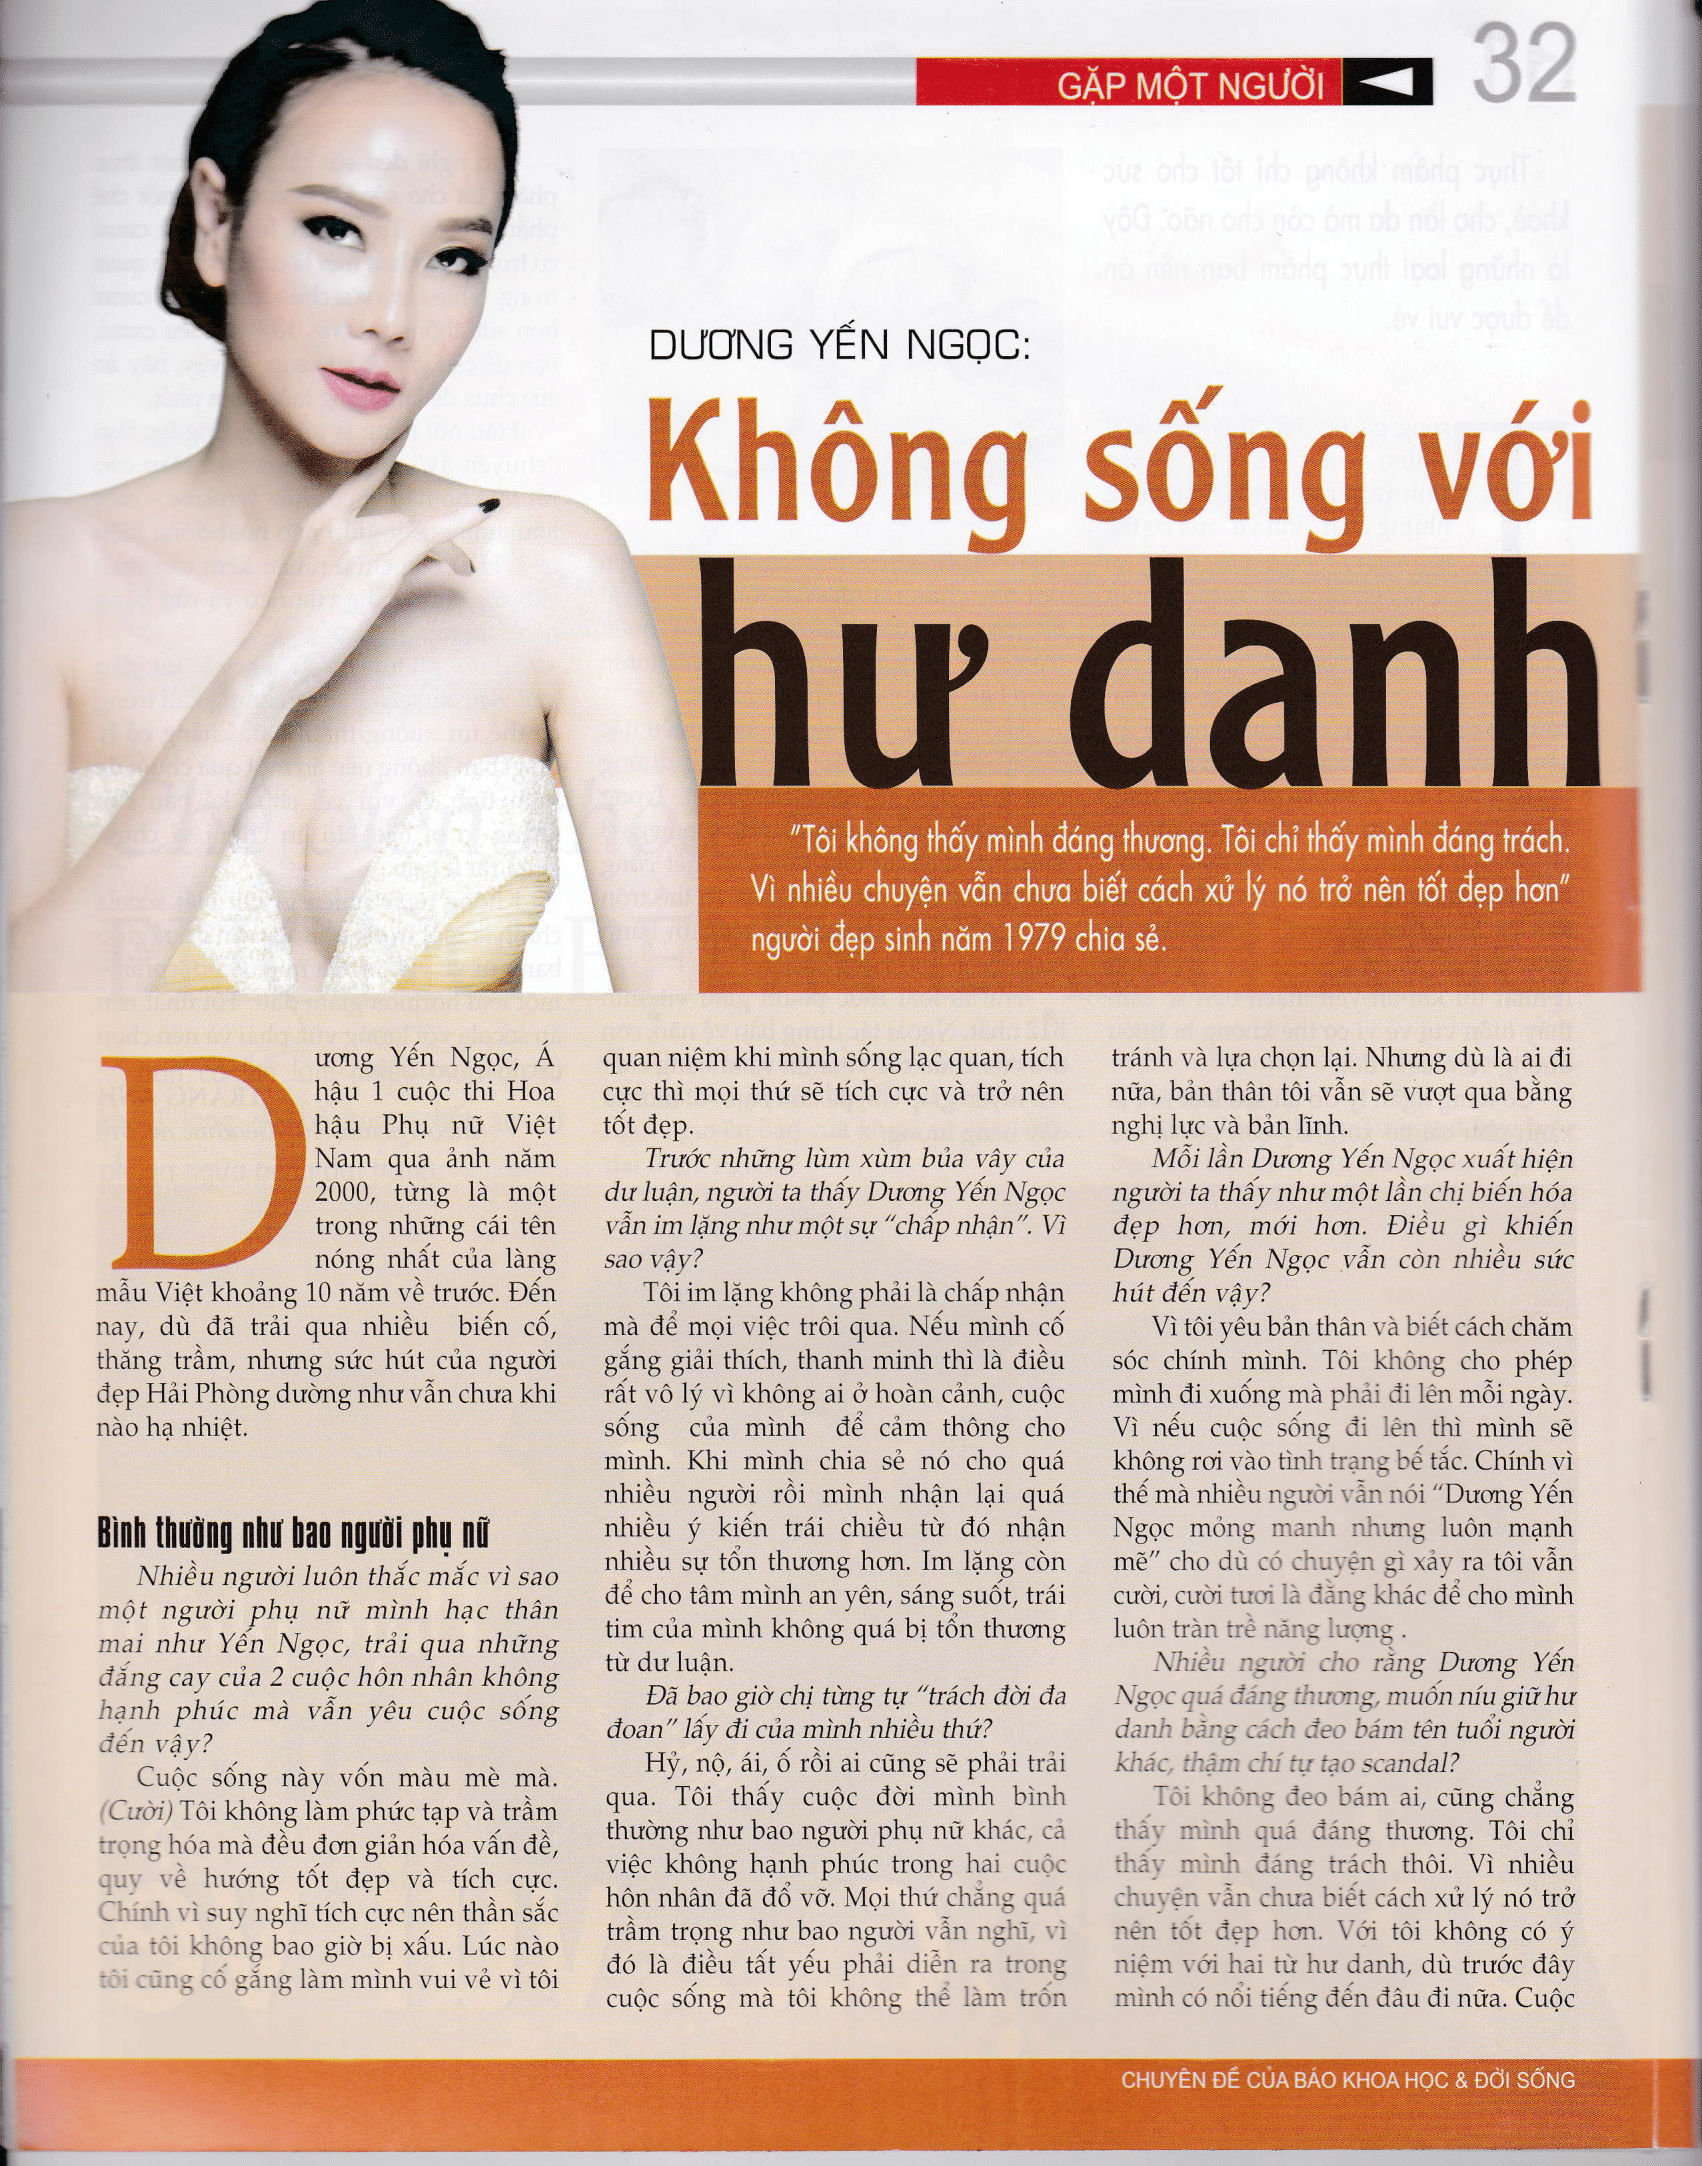 GẶP MỘT NGƯỜI
32
DƯƠNG YẾN NGỌC:
Không sống với
hư danh
"Tôi không thấy mình đáng thương. Tôi chỉ thấy mình đáng trách.
Vì nhiều chuyện vẫn chưa biết cách xử lý nó trở nên tốt đẹp hơn"
người đẹp sinh năm 1979 chia sẻ.
Dương Yến Ngọc, Á
hậu 1 cuộc thi Hoa
hậu Phụ nữ Việt
Nam qua ảnh năm
2000, từng là một
trong những cái tên
nóng nhất của làng
mẫu Việt khoảng 10 năm về trước. Đến
nay, dù đã trải qua nhiều biến cố,
thăng trầm, nhưng sức hút của người
đẹp Hải Phòng dường như vẫn chưa khi
nào hạ nhiệt.
Bình thường như bao người phụ nữ
Nhiều người luôn thắc mắc vì sao
một người phụ nữ mình hạc thân
mai như Yến Ngọc, trải qua những
đắng cay của 2 cuộc hôn nhân không
hạnh phúc mà vẫn yêu cuộc sống
đến vậy?
Cuộc sống này vốn màu mè mà.
(Cười) Tôi không làm phức tạp và trầm
trọng hóa mà đều đơn giản hóa vấn đề,
quy về hướng tốt đẹp và tích cực.
Chính vì suy nghĩ tích cực nên thần sắc
của tôi không bao giờ bị xấu. Lúc nào
tôi cũng cố gắng làm mình vui vẻ vì tôi
quan niệm khi mình sống lạc quan, tích
cực thì mọi thứ sẽ tích cực và trở nên
tốt đẹp.
Trước những lùm xùm bủa vây của
dư luận, người ta thấy Dương Yến Ngọc
vẫn im lặng như một sự "chấp nhận". Vì
sao vậy?
Tôi im lặng không phải là chấp nhận
mà để mọi việc trôi qua. Nếu mình cố
gắng giải thích, thanh minh thì là điều
rất vô lý vì không ai ở hoàn cảnh, cuộc
sống của mình để cảm thông cho
mình. Khi mình chia sẻ nó cho quá
nhiều người rồi mình nhận lại quá
nhiều ý kiến trái chiều từ đó nhận
nhiều sự tổn thương hơn. Im lặng còn
để cho tâm mình an yên, sáng suốt, trái
tim của mình không quá bị tổn thương
từ dư luận.
Đã bao giờ chị từng tự "trách đời đa
đoan" lấy đi của mình nhiều thứ?
Hỷ, nộ, ái, ố rồi ai cũng sẽ phải trải
qua. Tôi thấy cuộc đời mình bình
thường như bao người phụ nữ khác, cả
việc không hạnh phúc trong hai cuộc
hôn nhân đã đổ vỡ. Mọi thứ chẳng quá
trầm trọng như bao người vẫn nghĩ, vì
đó là điều tất yếu phải diễn ra trong
cuộc sống mà tôi không thể làm trốn
tránh và lựa chọn lại. Nhưng dù là ai đi
nữa, bản thân tôi vẫn sẽ vượt qua bằng
nghị lực và bản lĩnh.
Mỗi lần Dương Yến Ngọc xuất hiện
người ta thấy như một lần chị biến hóa
đẹp hơn, mới hơn. Điều gì khiến
Dương Yến Ngọc vẫn còn nhiều sức
hút đến vậy?
Vì tôi yêu bản thân và biết cách chăm
sóc chính mình. Tôi không cho phép
mình đi xuống mà phải đi lên mỗi ngày.
Vì nếu cuộc sống đi lên thì mình sẽ
không rơi vào tình trạng bế tắc. Chính vì
thế mà nhiều người vẫn nói "Dương Yến
Ngọc mỏng manh nhưng luôn mạnh
mẽ" cho dù có chuyện gì xảy ra tôi vẫn
cười, cười tươi là đằng khác để cho mình
luôn tràn trề năng lượng .
Nhiều người cho rằng Dương Yến
Ngọc quá đáng thương, muốn níu giữ hư
danh bằng cách đeo bám tên tuổi người
khác, thậm chí tự tạo scandal?
Tôi không đeo bám ai, cũng chẳng
thấy mình quá đáng thương. Tôi chỉ
thấy mình đáng trách thôi. Vì nhiều
chuyện vẫn chưa biết cách xử lý nó trở
nên tốt đẹp hơn. Với tôi không có ý
niệm với hai từ hư danh, dù trước đây
mình có nổi tiếng đến đâu đi nữa. Cuộc
CHUYÊN ĐỀ CỦA BÁO KHOA HỌC & ĐỜI SỐNG